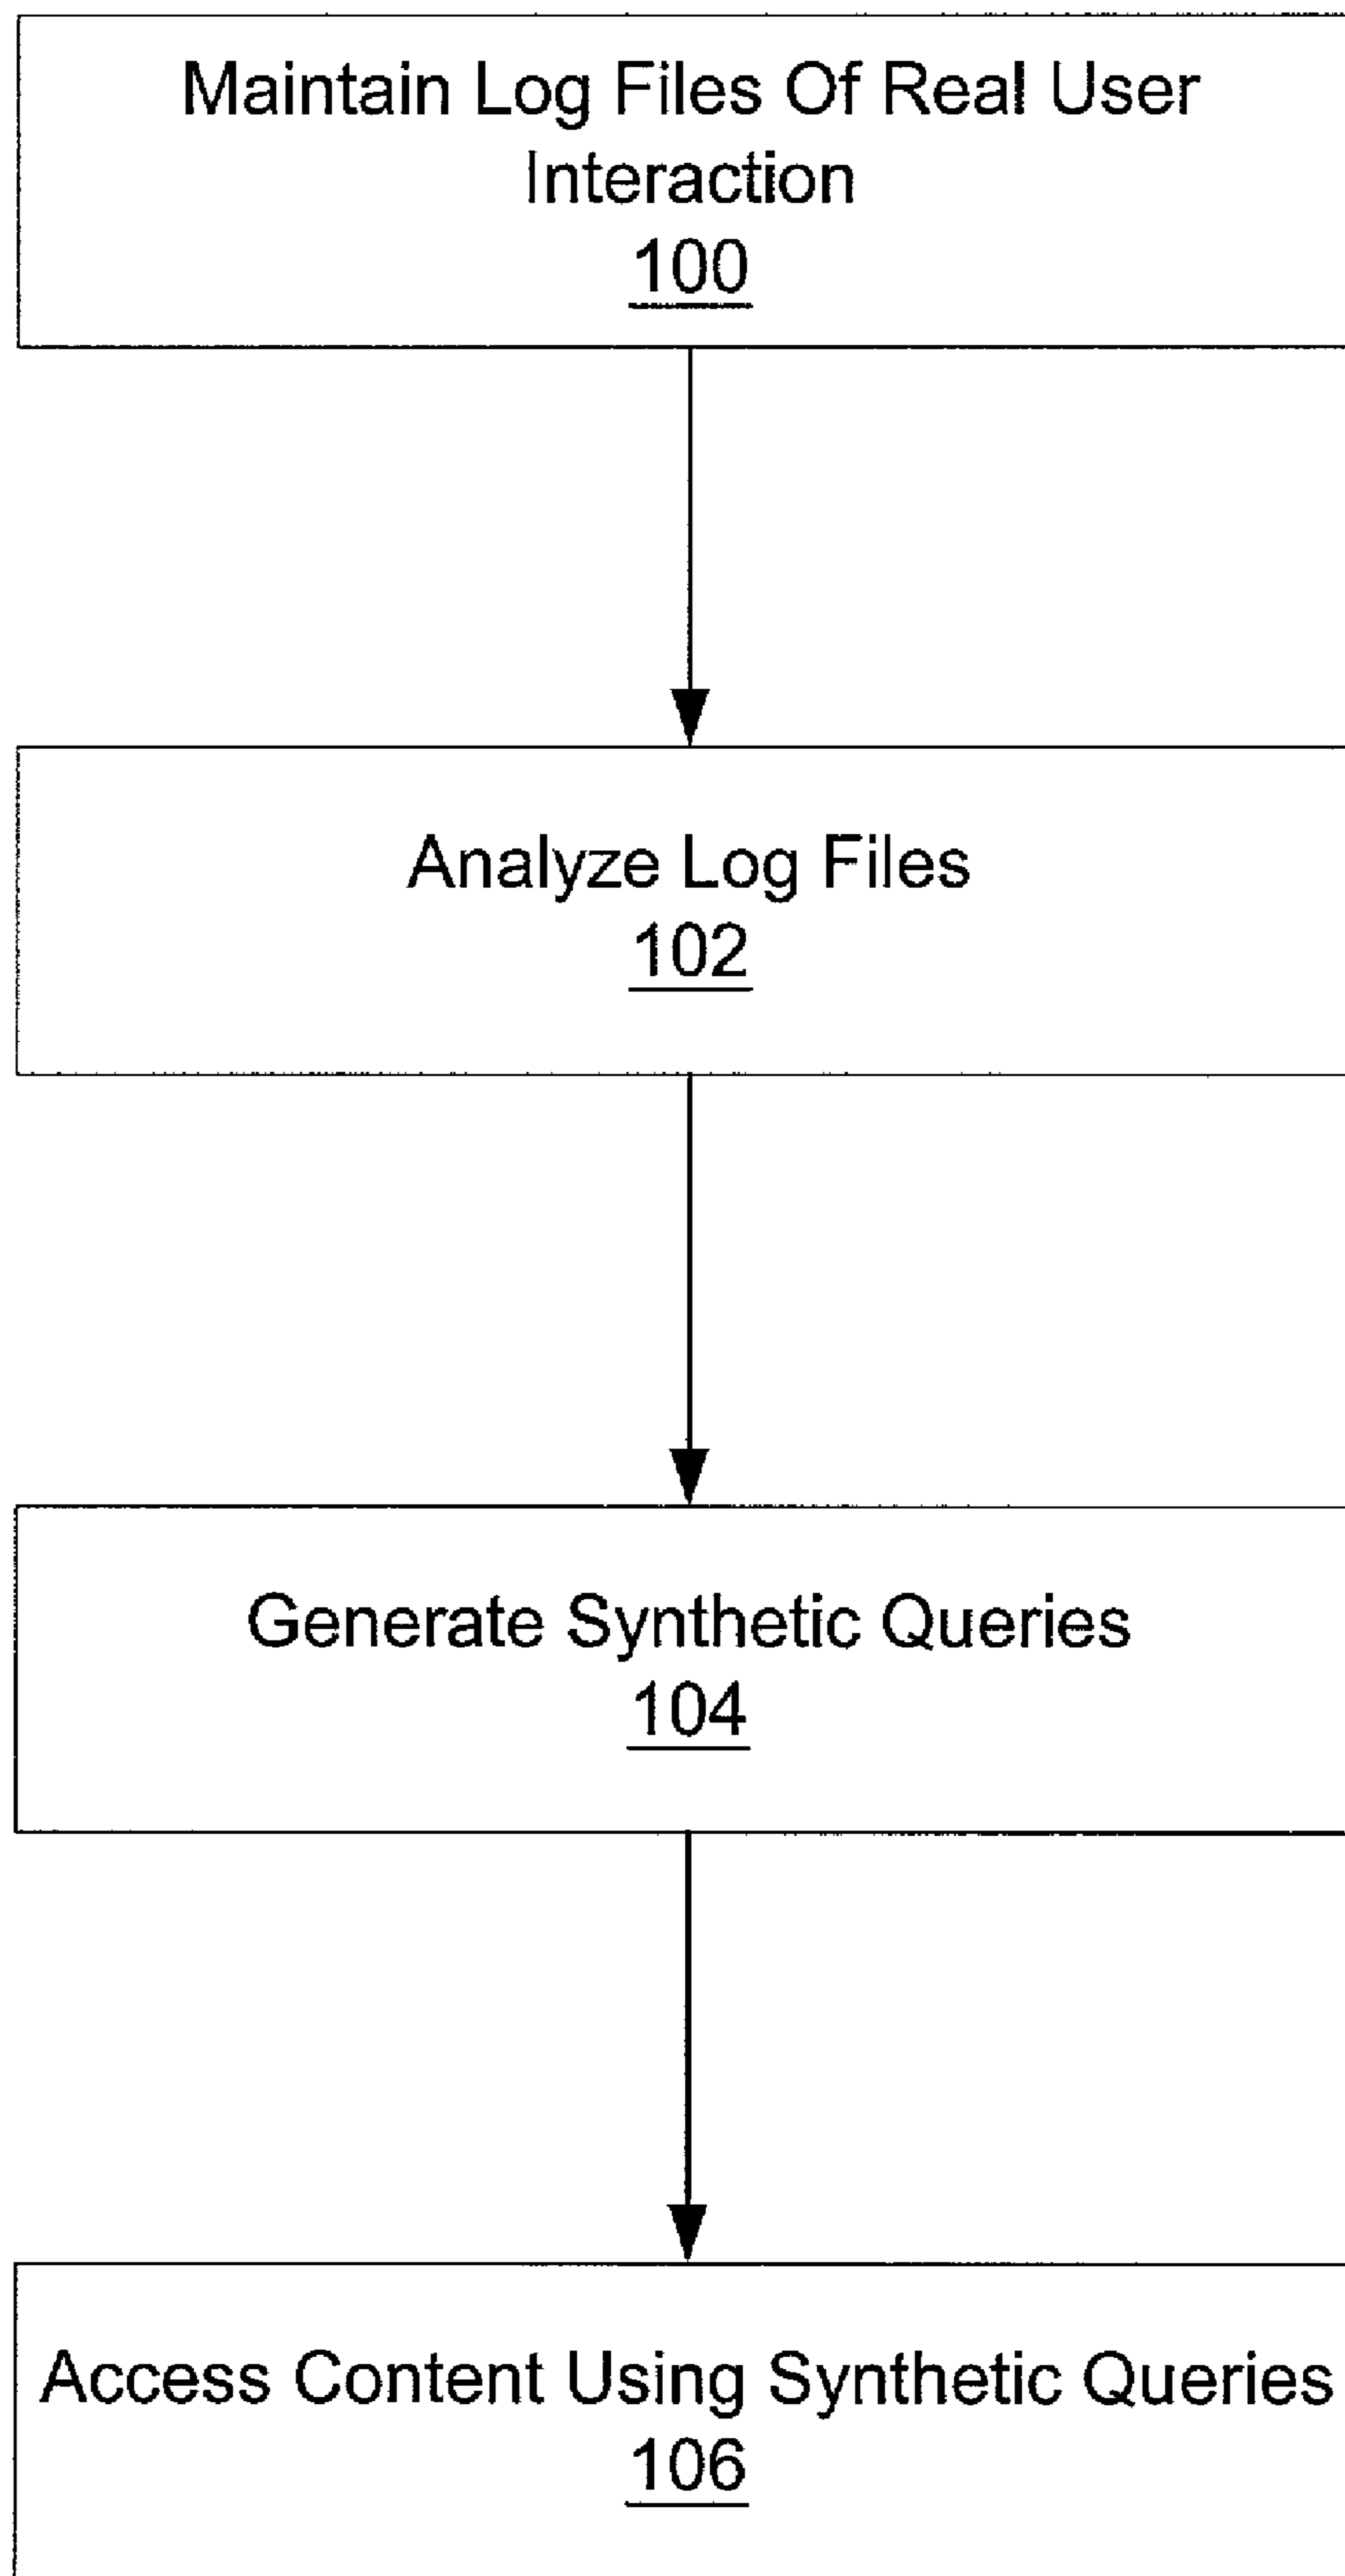 Maintain Log Files Of Real User
Interaction
100
Analyze Log Files
102
Generate Synthetic Queries
104
Access Content Using Synthetic Queries
106